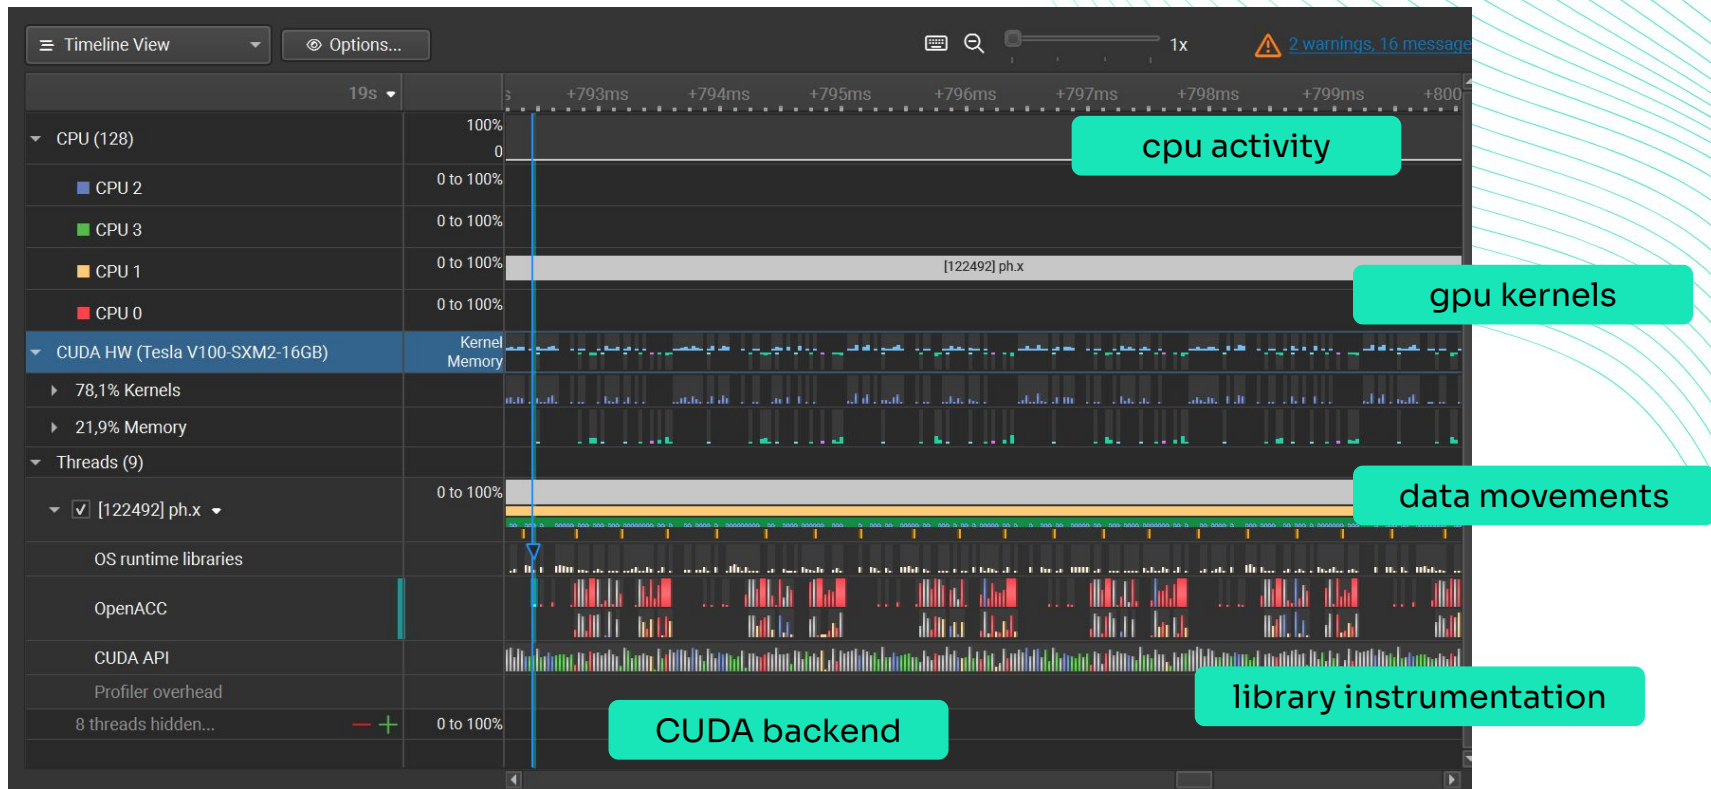 Timeline View
Options...
1x
2 warnings, 16 message
19s
s +793ms +794ms +795ms +796ms +797ms +798ms +799ms +800
CPU (128)
100%
0
cpu activity
CPU 2
0 to 100%
CPU 3
0 to 100%
CPU 1
0 to 100%
[122492] ph.x
gpu kernels
CPU 0
0 to 100%
CUDA HW (Tesla V100-SXM2-16GB)
Kernel
Memory
78,1% Kernels
21,9% Memory
Threads (9)
[122492] ph.x
0 to 100%
data movements
OS runtime libraries
OpenACC
CUDA API
Profiler overhead
library instrumentation
8 threads hidden...
0 to 100%
CUDA backend